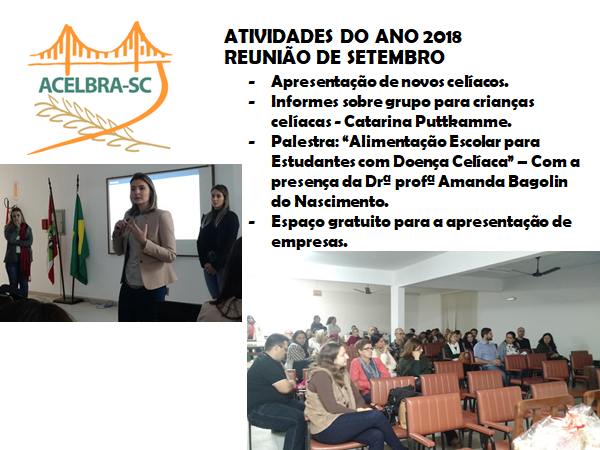 ACELBRA-SC
ATIVIDADES DO ANO 2018
REUNIÃO DE SETEMBRO
- Apresentação de novos celíacos.
- Informes sobre grupo para crianças
celíacas - Catarina Puttkamme.
- Palestra: “Alimentação Escolar para
Estudantes com Doença Celíaca” – Com a
presença da Drª profª Amanda Bagolin
do Nascimento.
- Espaço gratuito para a apresentação de
empresas.